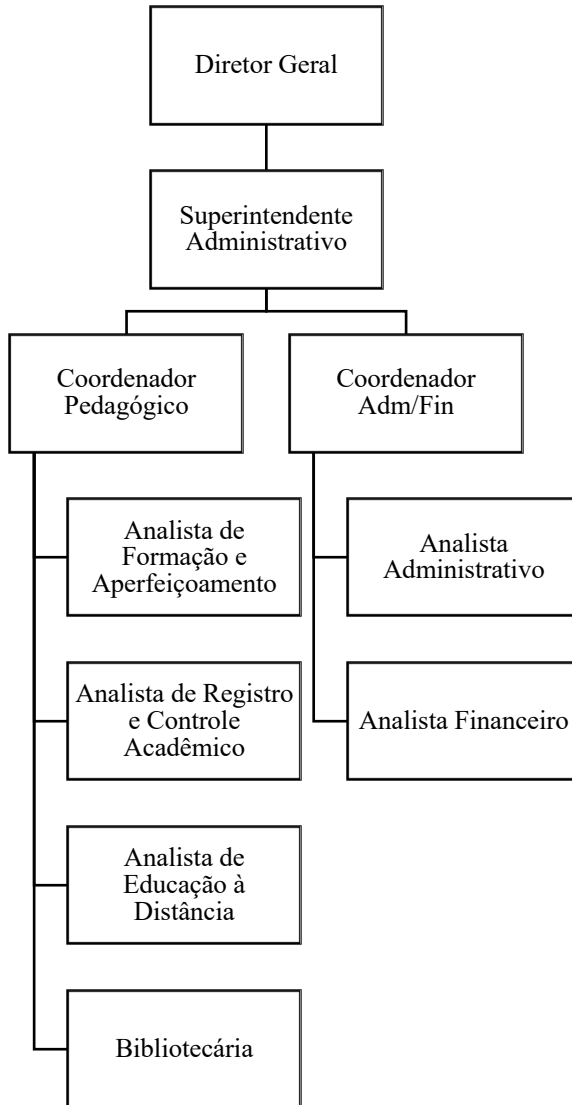 Diretor Geral
Superintendente
Administrativo
Coordenador
Pedagógico
Coordenador
Adm/Fin
Analista de
Formação e
Aperfeiçoamento
Analista de Registro
e Controle
Acadêmico
Analista de
Educação à
Distância
Bibliotecária
Analista
Administrativo
Analista Financeiro